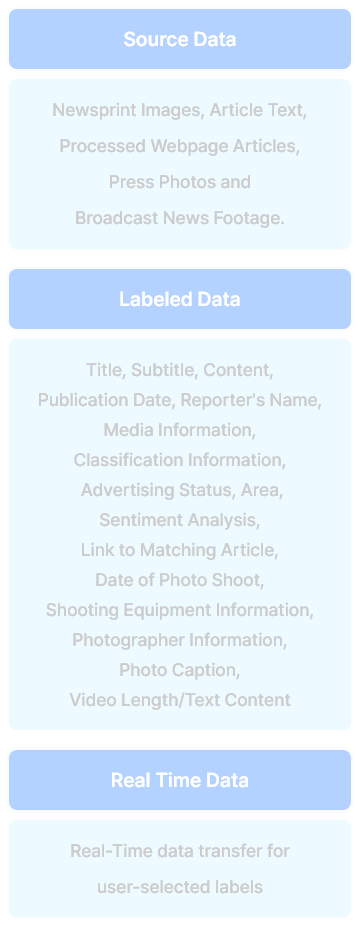 Source Data
Newsprint Images, Article Text,
Processed Webpage Articles,
Press Photos and
Broadcast News Footage.
Labeled Data
Title, Subtitle, Content,
Publication Date, Reporter's Name,
Media Information,
Classification Information,
Advertising Status, Area,
Sentiment Analysis,
Link to Matching Article,
Date of Photo Shoot,
Shooting Equipment Information,
Photographer Information,
Photo Caption,
Video Length/Text Content
Real Time Data
Real-Time data transfer for
user-selected labels